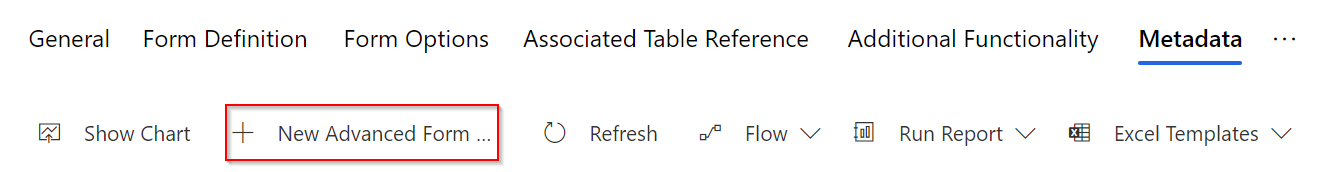 General Form Definition Form Options Associated Table Reference Additional Functionality Metadata ...
Show Chart New Advanced Form ... Refresh Flow Run Report Excel Templates